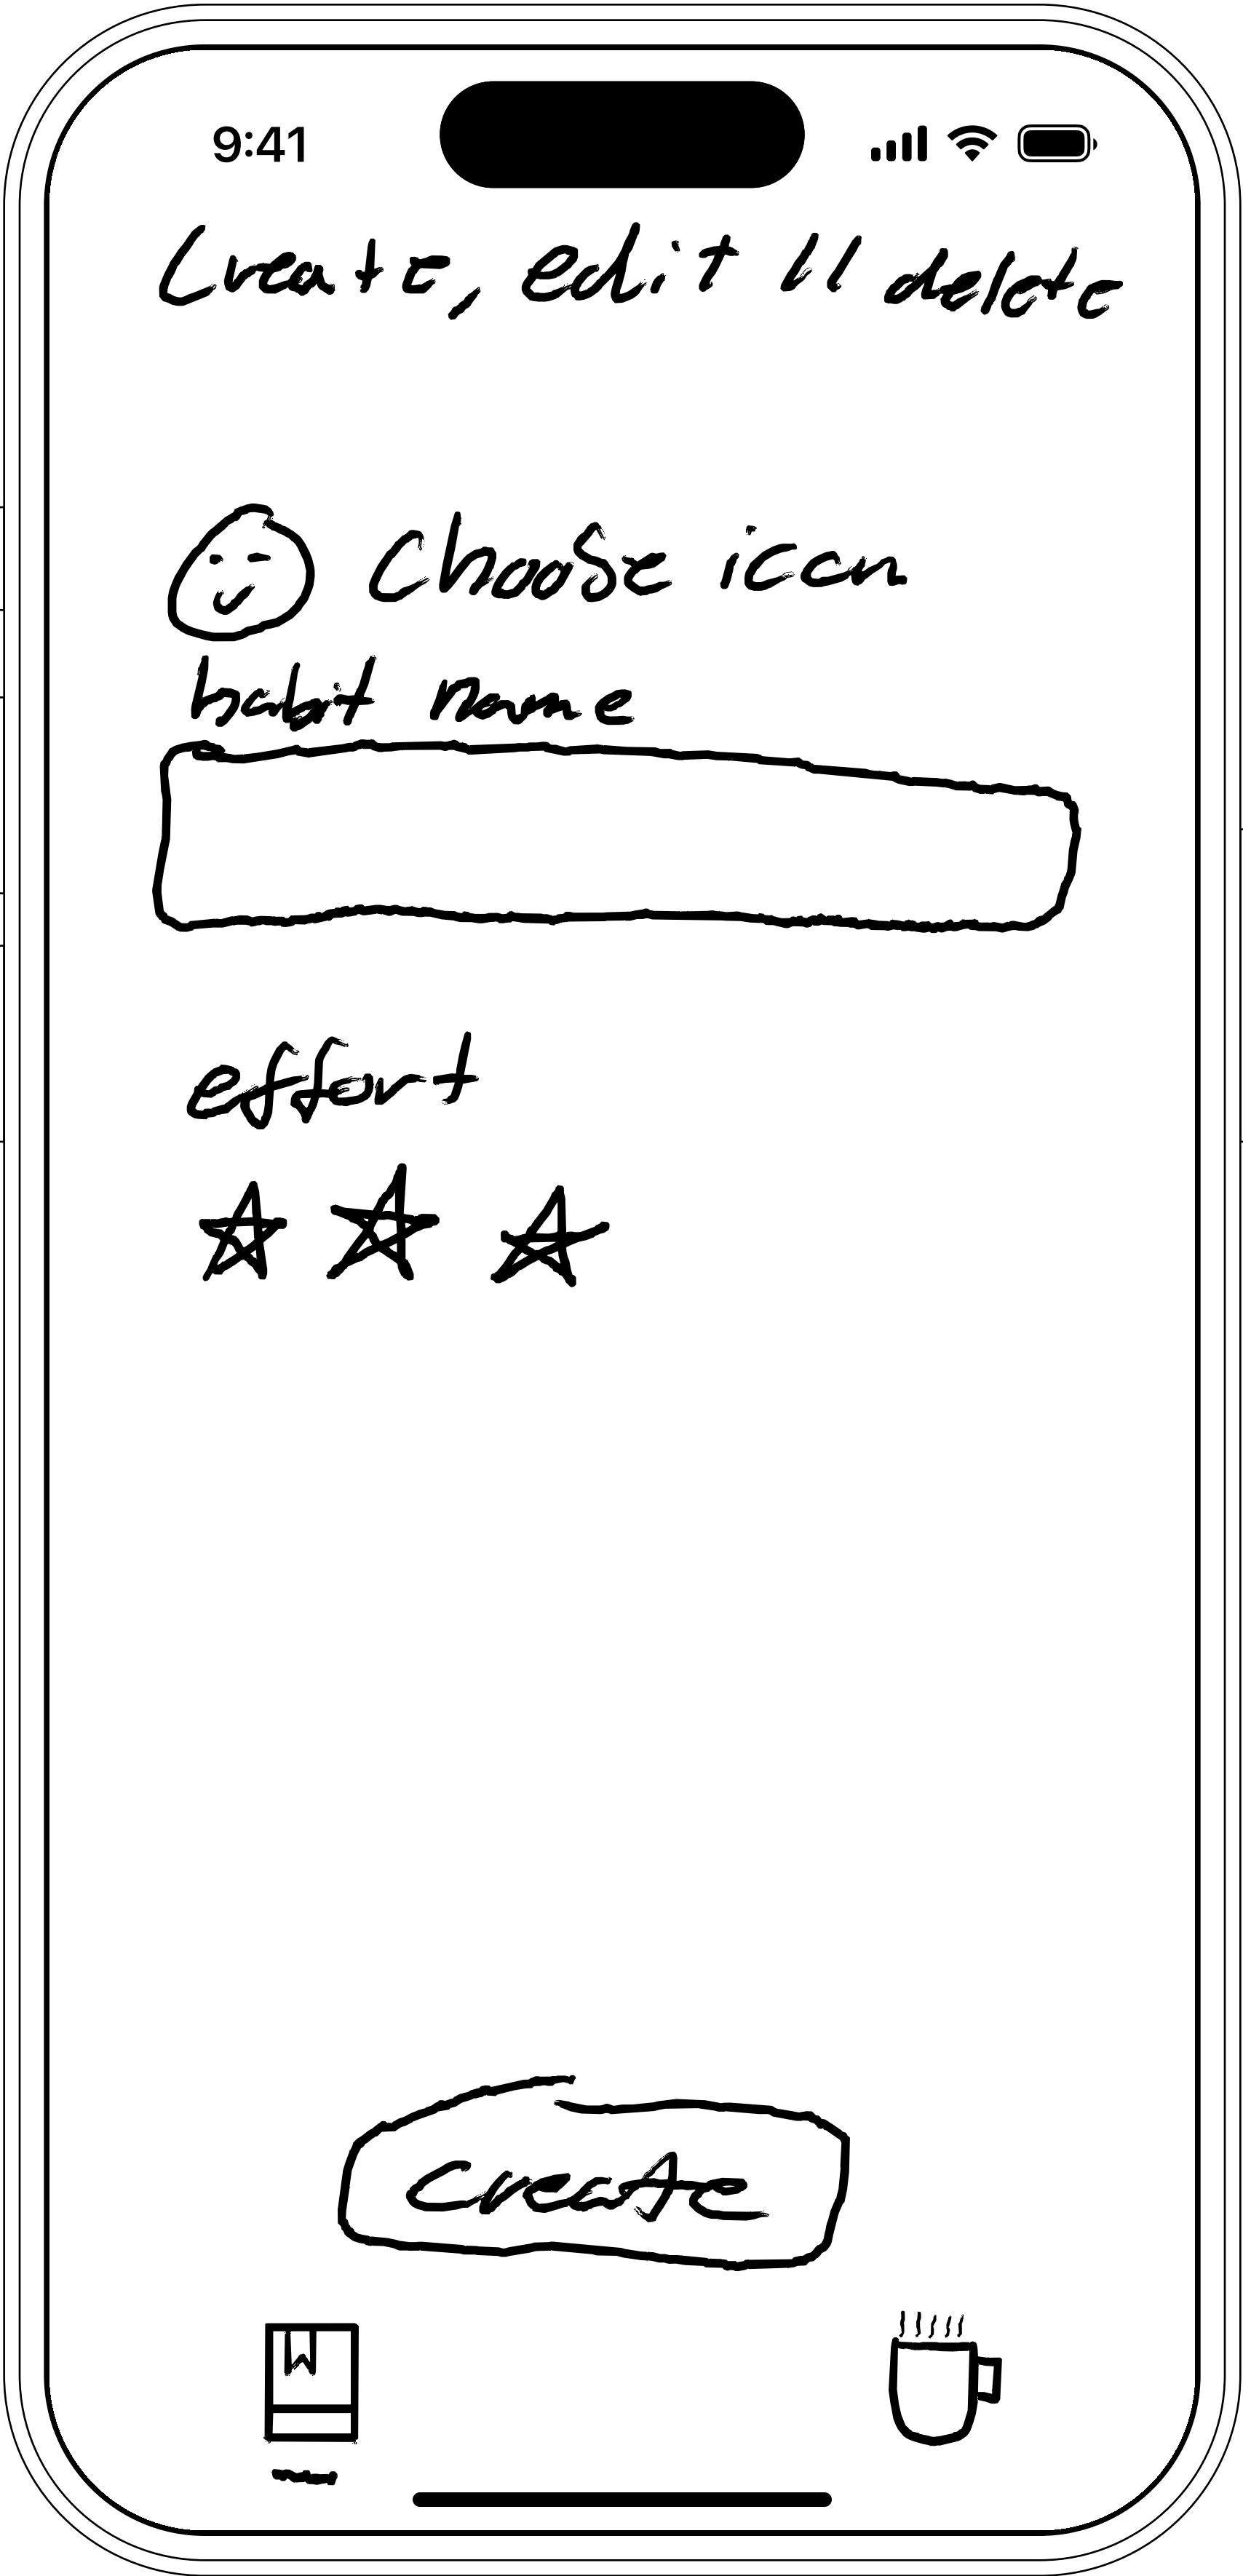 9:41
Create, edit // delete
Choose icon
habit name
effort
create